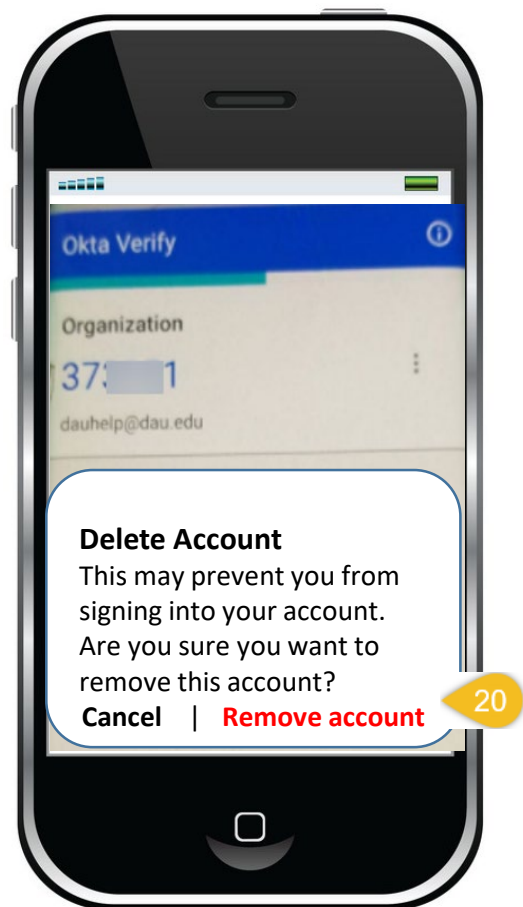 Okta Verify
Organization
37
1
dauhelp@dau.edu
Delete Account
This may prevent you from
signing into your account.
Are you sure you want to
remove this account?
Cancel | Remove account
20